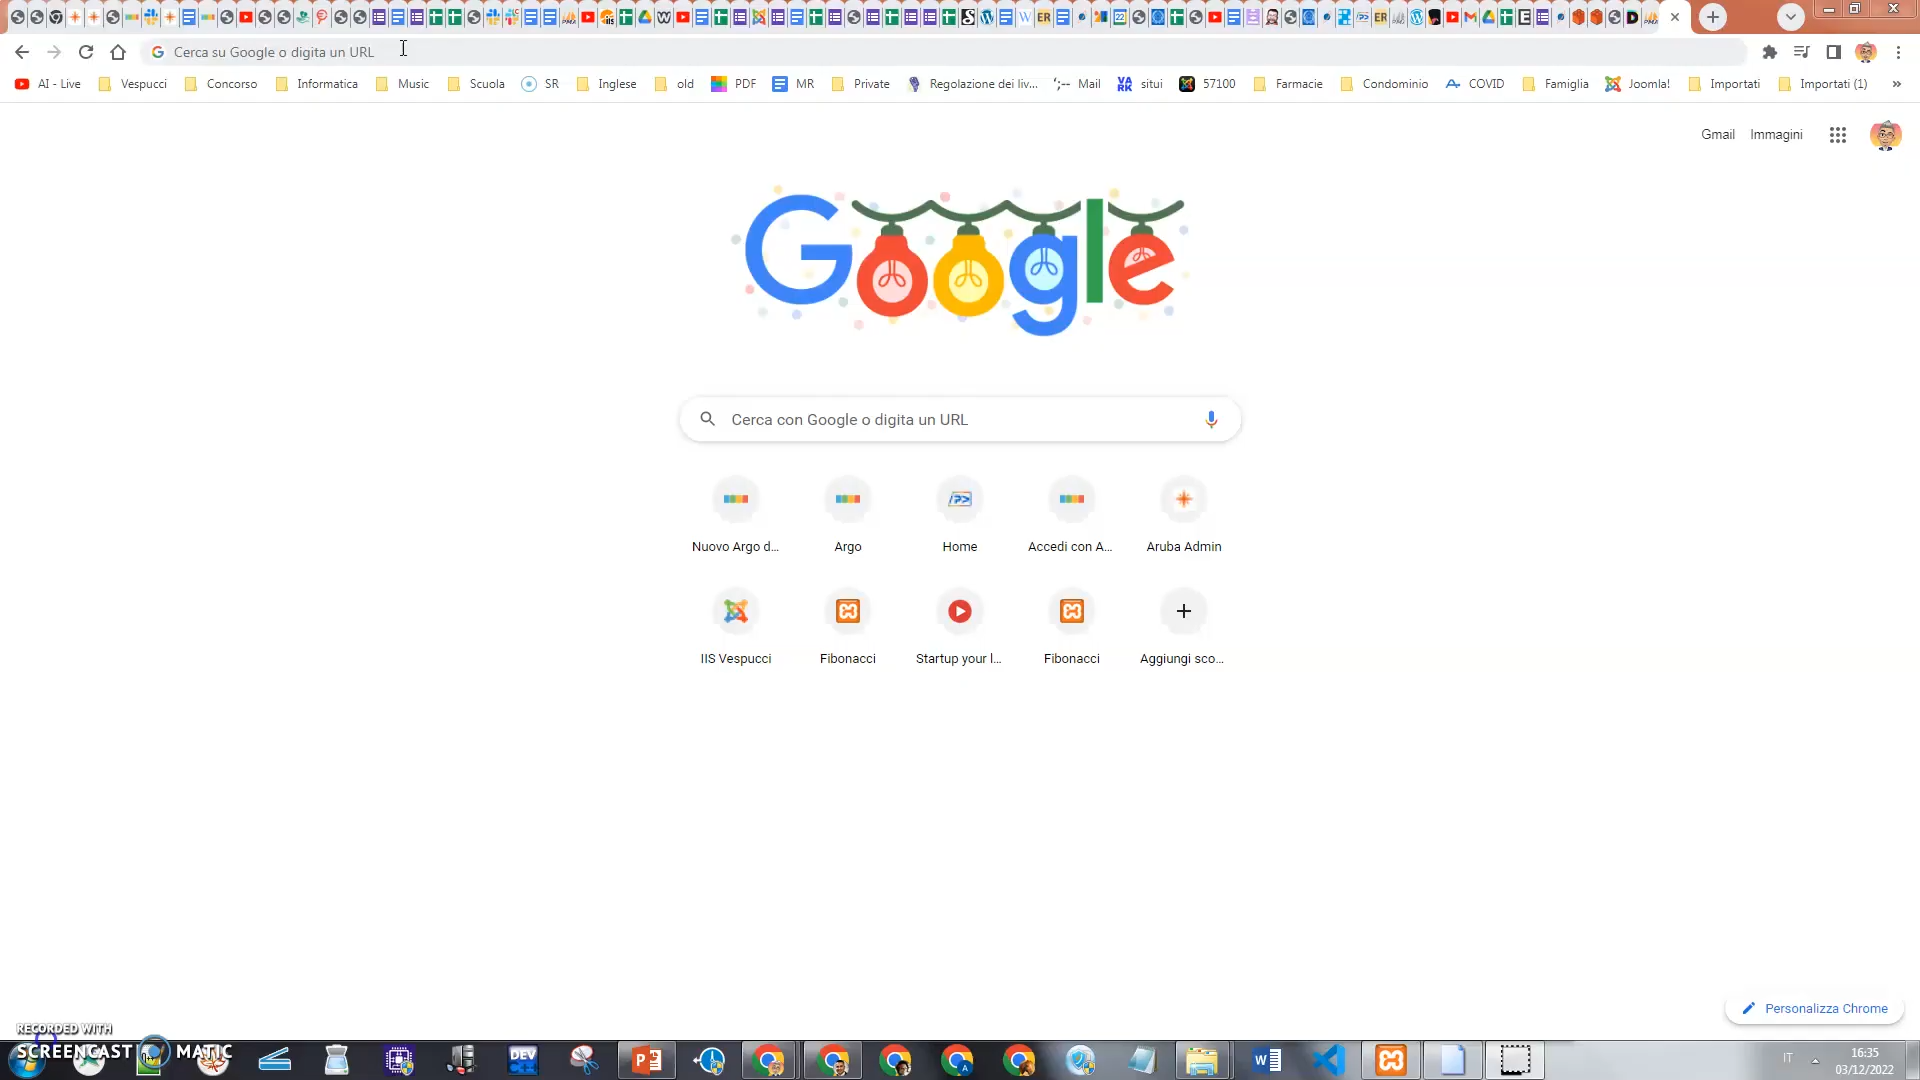 Cerca su Google o digita un URL
AI - Live
Vespucci
Concorso
Informatica
Music
Scuola
SR
Inglese
old
PDF
MR
Private
Regolazione dei liv...
Mail
situi
57100
Farmacie
Condominio
COVID
Famiglia
Joomla!
Importati
Importati (1)
»
Gmail
Immagini
Google
Cerca con Google o digita un URL
Nuovo Argo d...
Argo
Home
Accedi con A...
Aruba Admin
IIS Vespucci
Fibonacci
Startup your l...
Fibonacci
Aggiungi sco...
Personalizza Chrome
RECORDED WITH
SCREENCAST MATIC
DEV
IT
16:35
03/12/2022